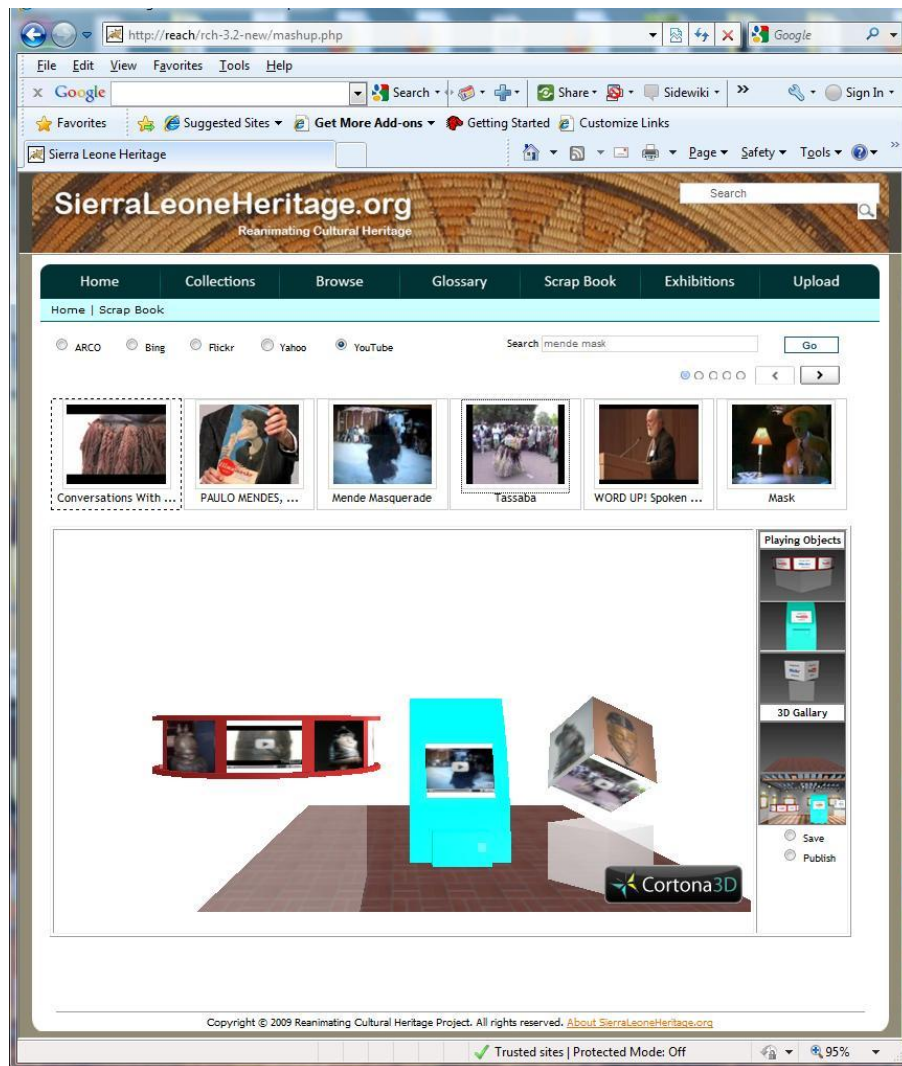 http://reach/rch-3.2-new/mashup.php
Google
File Edit View Favorites Tools Help
x Google Search Share Sidewiki >> Sign In
Favorites Suggested Sites Get More Add-ons Getting Started Customize Links
Sierra Leone Heritage Page Safety Tools >>
SierraLeoneHeritage.org
Search
Reanimating Cultural Heritage
Home Collections Browse Glossary Scrap Book Exhibitions Upload
Home | Scrap Book
ARCO Bing Flickr Yahoo YouTube Search mende mask Go
< >
Conversations With ... PAULO MENDES, ... Mende Masquerade Tassaba WORD UP! Spoken ... Mask
Playing Objects
3D Gallary
Save
Publish
Cortona3D
Copyright © 2009 Reanimating Cultural Heritage Project. All rights reserved. About SierraLeoneHeritage.org
Trusted sites | Protected Mode: Off 95%